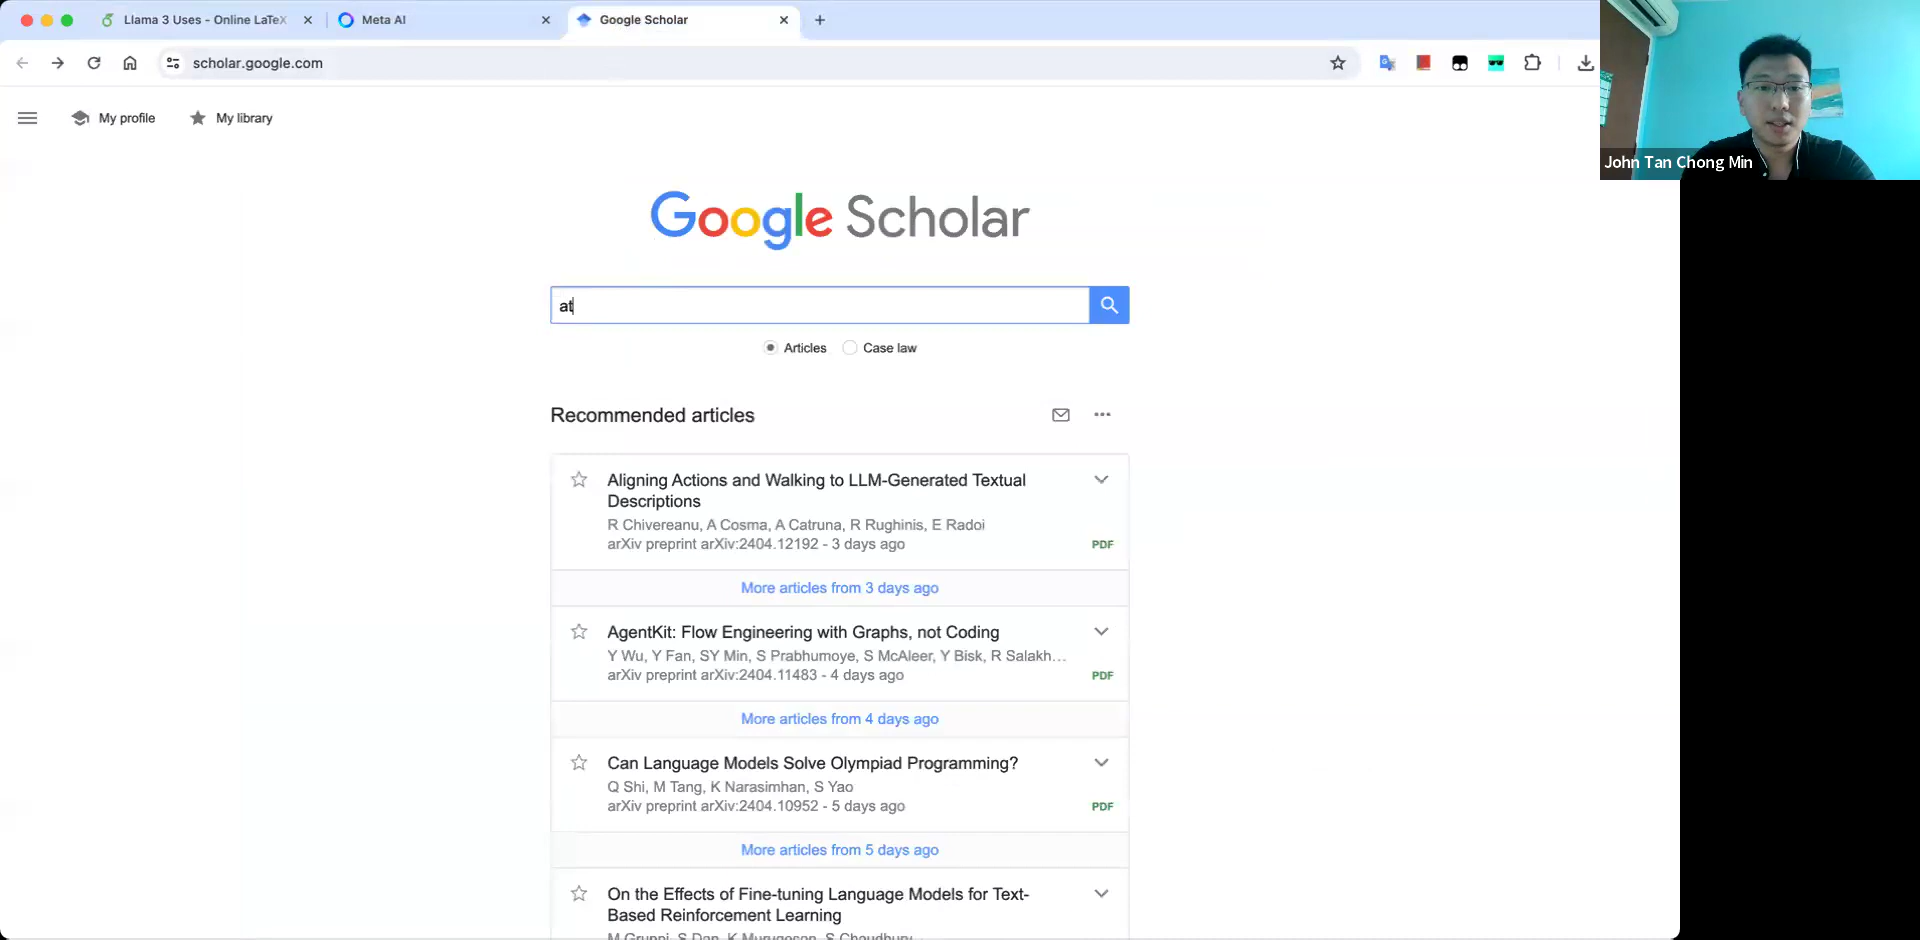 Llama 3 Uses - Online LaTeX
Meta AI
Google Scholar
scholar.google.com
John Tan Chong Min
My profile
My library
Google Scholar
at
Articles
Case law
Recommended articles
Aligning Actions and Walking to LLM-Generated Textual
Descriptions
R Chivereanu, A Cosma, A Catruna, R Rughinis, E Radoi
arXiv preprint arXiv:2404.12192 - 3 days ago
PDF
More articles from 3 days ago
AgentKit: Flow Engineering with Graphs, not Coding
Y Wu, Y Fan, SY Min, S Prabhumoye, S McAleer, Y Bisk, R Salakh…
arXiv preprint arXiv:2404.11483 - 4 days ago
PDF
More articles from 4 days ago
Can Language Models Solve Olympiad Programming?
Q Shi, M Tang, K Narasimhan, S Yao
arXiv preprint arXiv:2404.10952 - 5 days ago
PDF
More articles from 5 days ago
On the Effects of Fine-tuning Language Models for Text-
Based Reinforcement Learning
M Gruppi, S Dan, K Murugesan, S Chaudhury